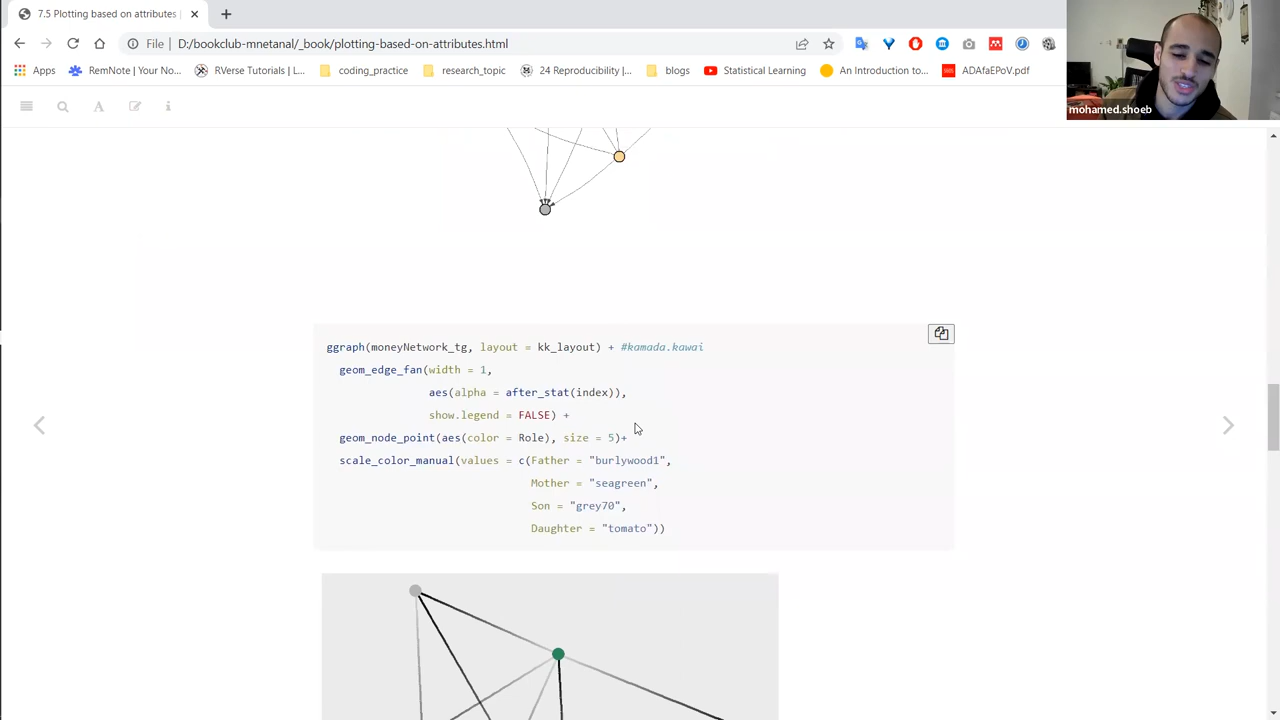 7.5 Plotting based on attributes |
File | D:/bookclub-mnetanal/_book/plotting-based-on-attributes.html
Apps RemNote | Your No... RVerse Tutorials | L... coding_practice research_topic 24 Reproducibility |... blogs Statistical Learning An Introduction to... ADAfaEPoV.pdf
mohamed.shoeb
ggraph(moneyNetwork_tg, layout = kk_layout) + #kamada.kawai
geom_edge_fan(width = 1,
aes(alpha = after_stat(index)),
show.legend = FALSE) +
geom_node_point(aes(color = Role), size = 5)+
scale_color_manual(values = c(Father = "burlywood1",
Mother = "seagreen",
Son = "grey70",
Daughter = "tomato"))